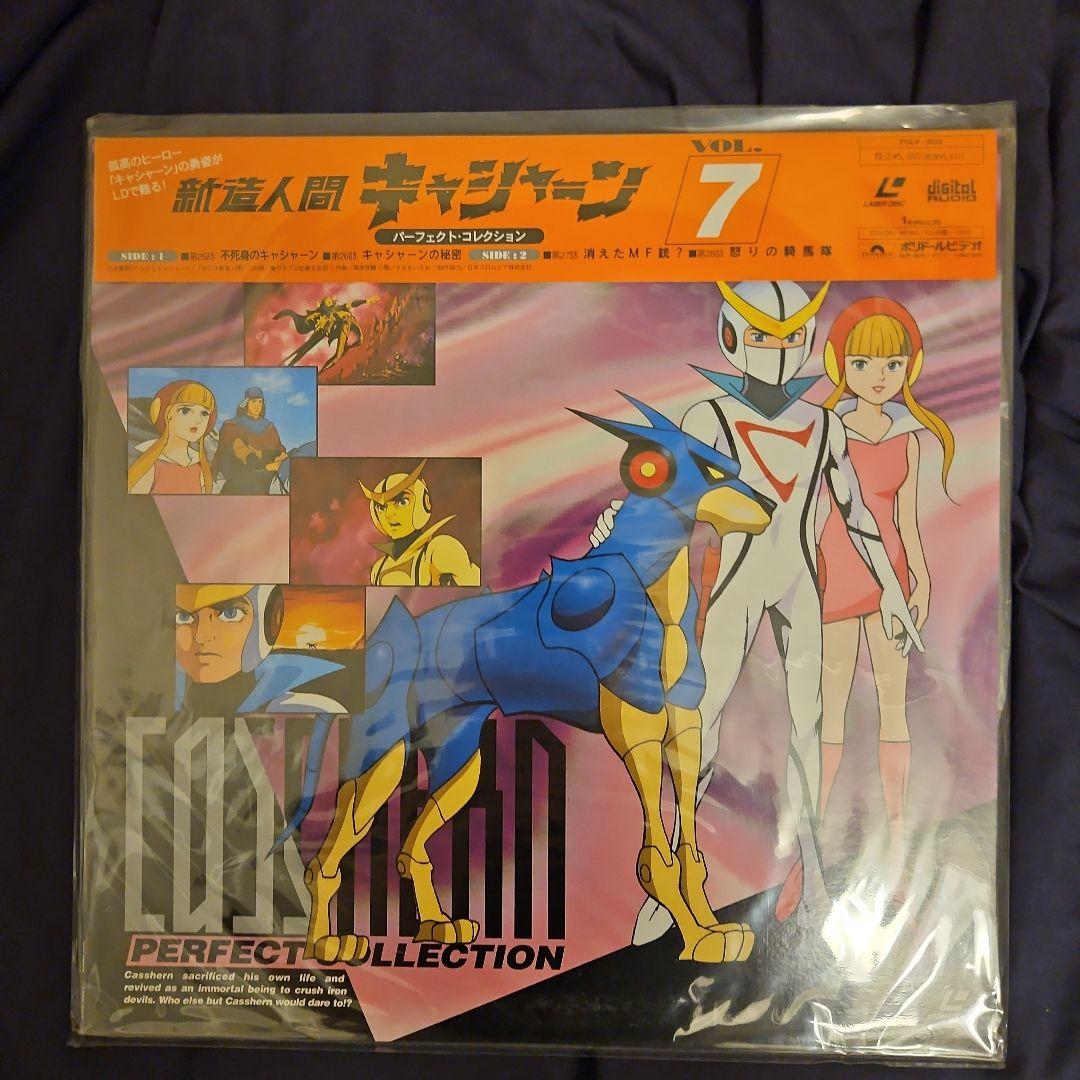 孤高のヒーロー
「キャシャーン」の勇姿が
LDで甦る!
新造人間 キャシャーン
VOL.
7
パーフェクト・コレクション
LASER DISC
digital AUDIO
ポリドールビデオ
SIDE:1 ■第25話 不死身のキャシャーン ■第26話 キャシャーンの秘密 SIDE:2 ■第27話 消えたMF銃? ■第28話 怒りの騎馬隊
CASSHERN
PERFECT COLLECTION
Casshern sacrificed his own life and
revived as an immortal being to crush iron
devils. Who else but Casshern would dare to!?